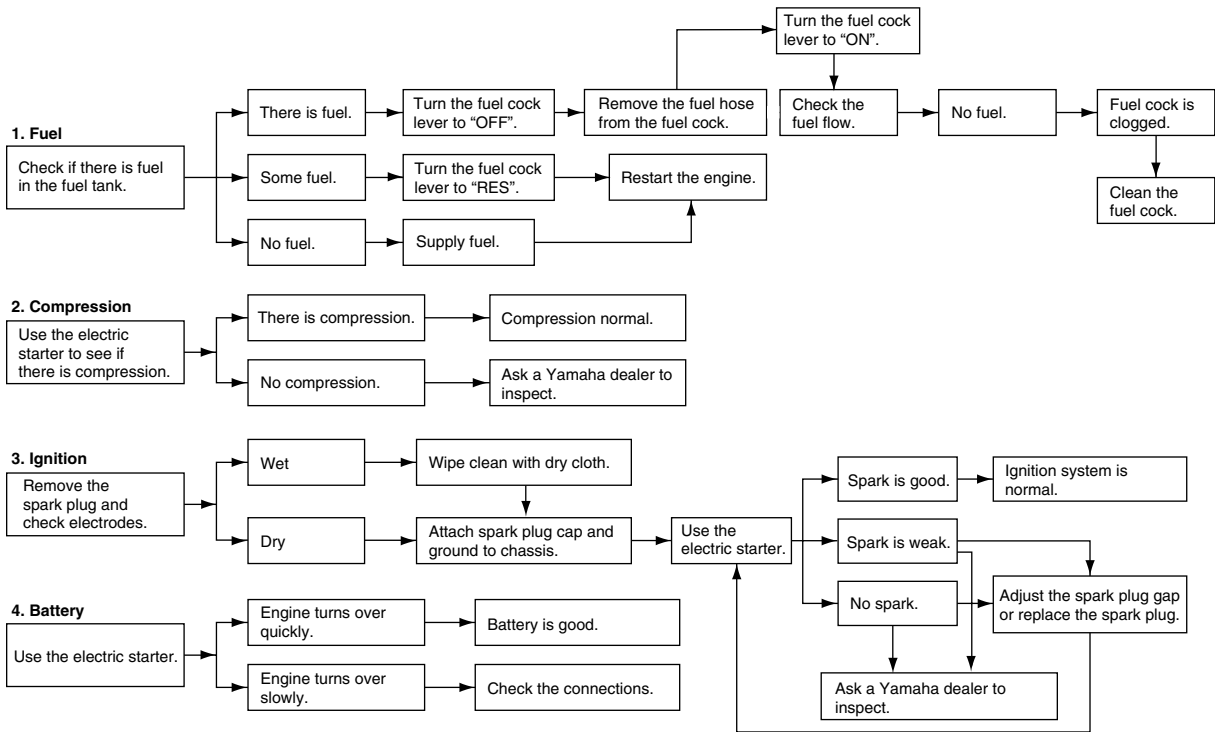 1. Fuel
Check if there is fuel
in the fuel tank.
There is fuel.
Turn the fuel cock
lever to “OFF”.
Remove the fuel hose
from the fuel cock.
Turn the fuel cock
lever to “ON”.
Check the
fuel flow.
No fuel.
Fuel cock is
clogged.
Clean the
fuel cock.
Some fuel.
Turn the fuel cock
lever to “RES”.
Restart the engine.
No fuel.
Supply fuel.
2. Compression
Use the electric
starter to see if
there is compression.
There is compression.
Compression normal.
No compression.
Ask a Yamaha dealer to
inspect.
3. Ignition
Remove the
spark plug and
check electrodes.
Wet
Wipe clean with dry cloth.
Dry
Attach spark plug cap and
ground to chassis.
Use the
electric starter.
Spark is good.
Ignition system is
normal.
Spark is weak.
No spark.
Adjust the spark plug gap
or replace the spark plug.
Ask a Yamaha dealer to
inspect.
4. Battery
Use the electric starter.
Engine turns over
quickly.
Battery is good.
Engine turns over
slowly.
Check the connections.